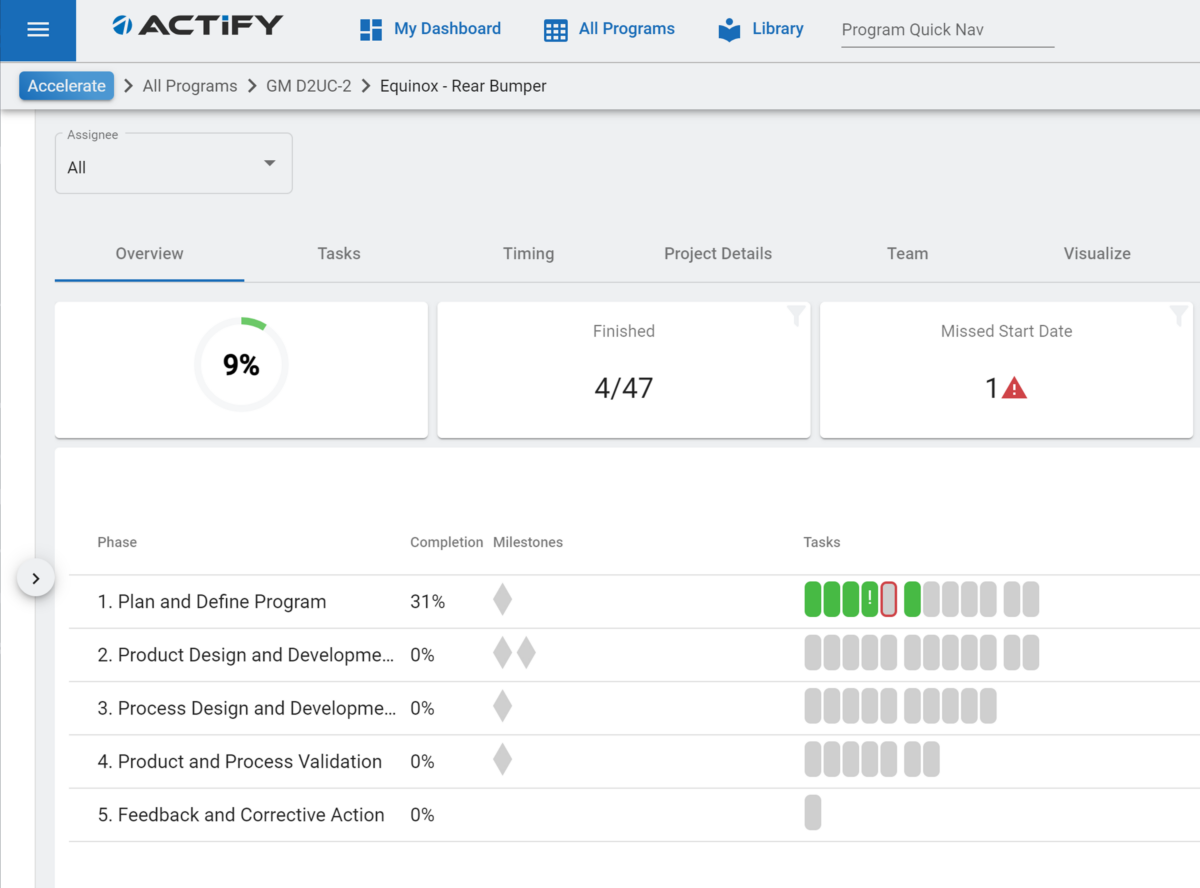 ACTiFY My Dashboard All Programs Library Program Quick Nav
Accelerate All Programs GM D2UC-2 Equinox - Rear Bumper
Assignee
All
Overview Tasks Timing Project Details Team Visualize
9%
Finished
4/47
Missed Start Date
1
Phase Completion Milestones Tasks
1. Plan and Define Program 31% !
2. Product Design and Developme... 0%
3. Process Design and Developme... 0%
4. Product and Process Validation 0%
5. Feedback and Corrective Action 0%